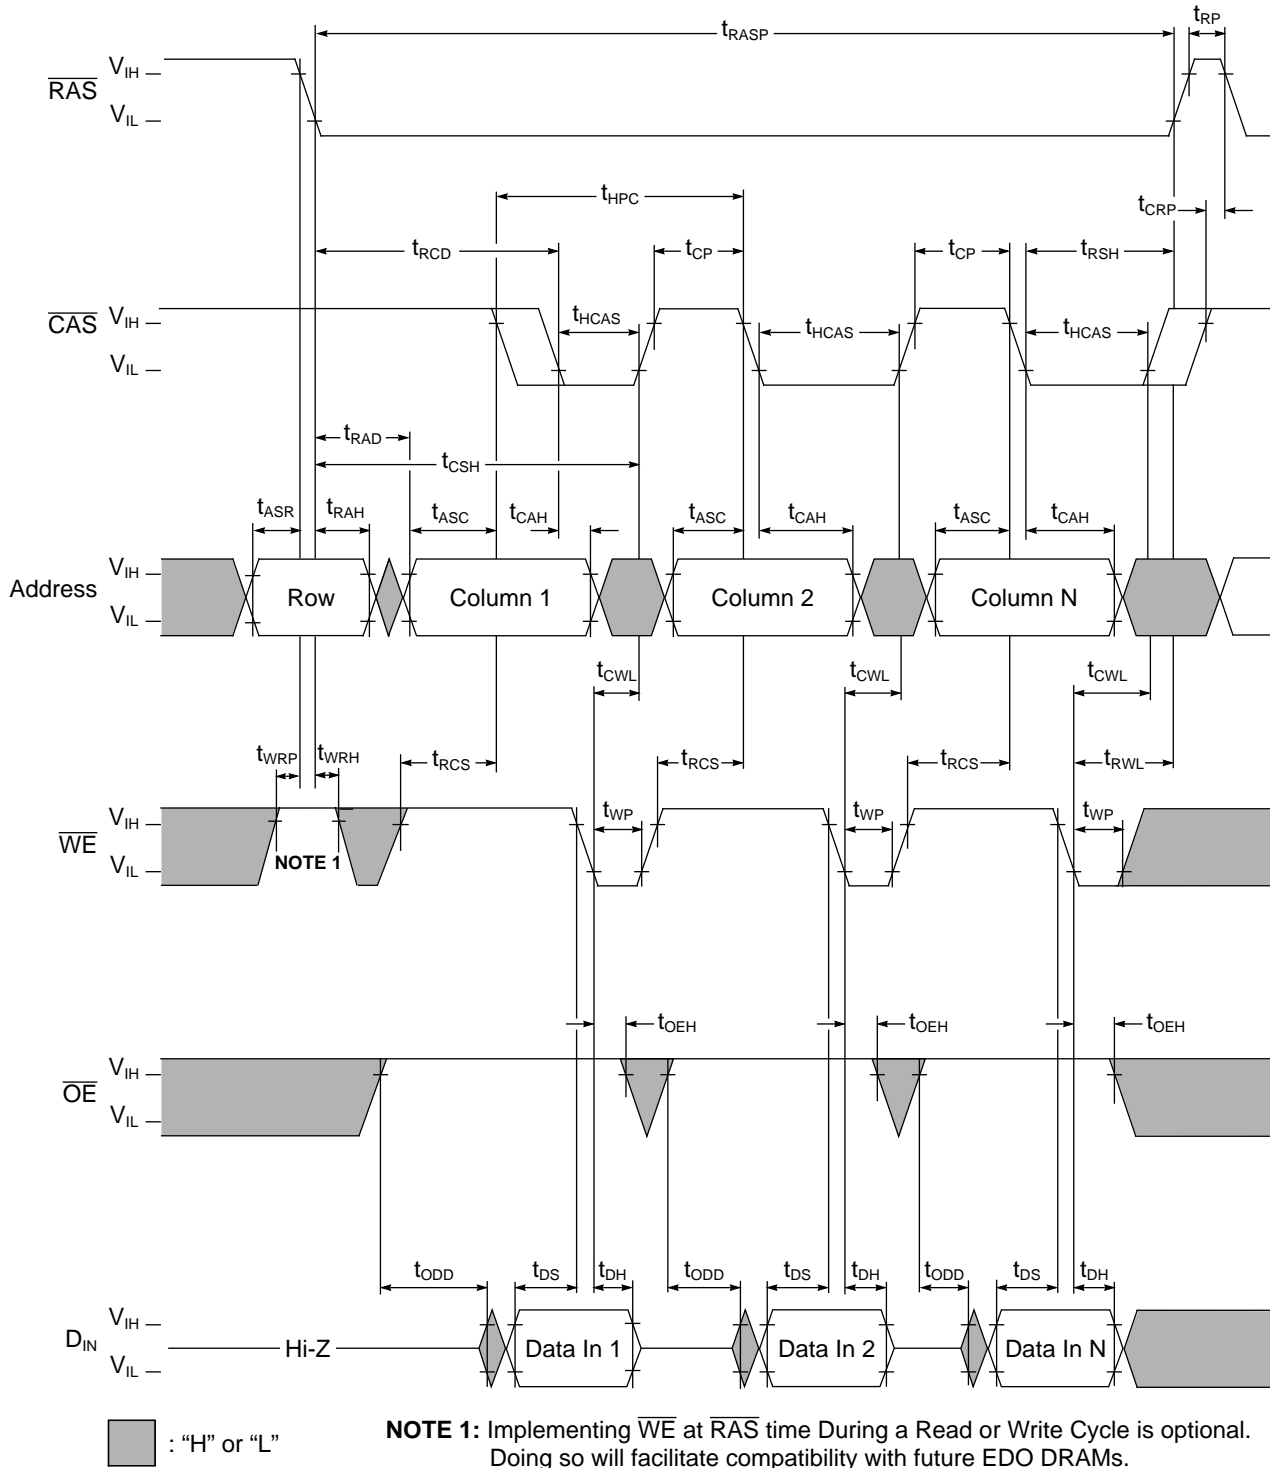 tRP
tRASP
VIH
RAS
VIL
tHPC
tCRP
tRCD tCP tCP tRSH
VIH
CAS
tHCAS tHCAS tHCAS
VIL
tRAD
tCSH
tASR tRAH tASC tCAH tASC tCAH tASC tCAH
VIH
Address Row Column 1 Column 2 Column N
VIL
tCWL tCWL tCWL
tWRP tWRH tRCS tRCS tRCS tRWL
VIH
tWP tWP tWP
WE
VIL NOTE 1
tOEH tOEH tOEH
VIH
OE
VIL
tODD tDS tDH tODD tDS tDH tODD tDS tDH
VIH
DIN Hi-Z Data In 1 Data In 2 Data In N
VIL
: “H” or “L”
NOTE 1: Implementing WE at RAS time During a Read or Write Cycle is optional.
Doing so will facilitate compatibility with future EDO DRAMs.